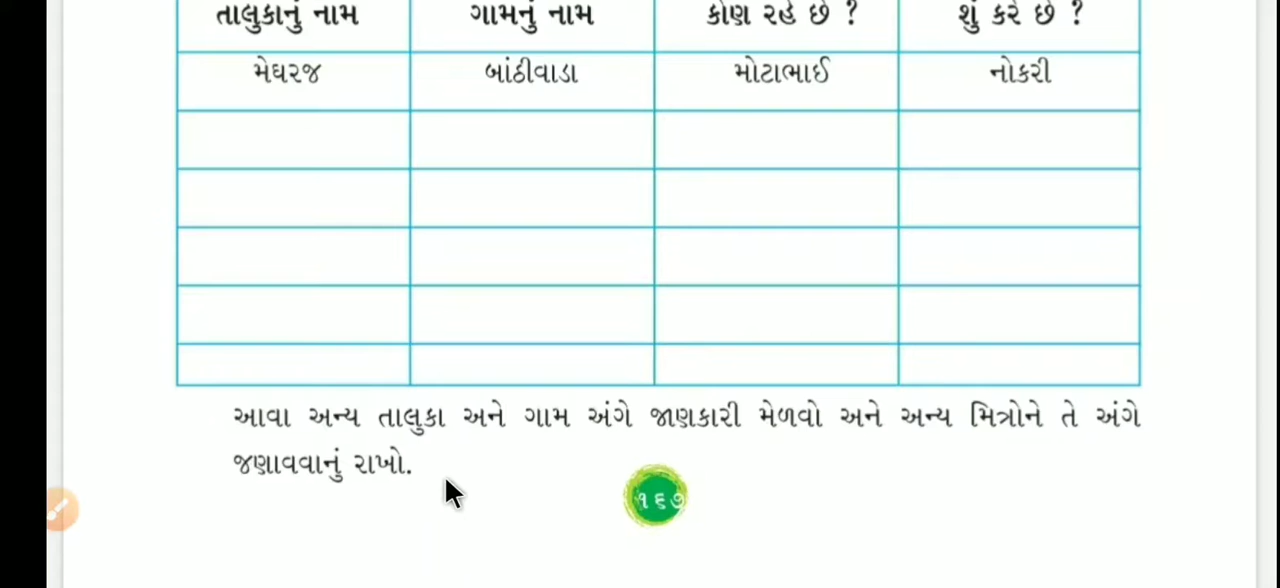 તાલુકાનું નામ ગામનું નામ કોણ રહે છે ? શું કરે છે ?
મેઘરજ બાંઠીવાડા મોટાભાઈ નોકરી
આવા અન્ય તાલુકા અને ગામ અંગે જાણકારી મેળવો અને અન્ય મિત્રોને તે અંગે
જણાવવાનું રાખો.
૧૬૭